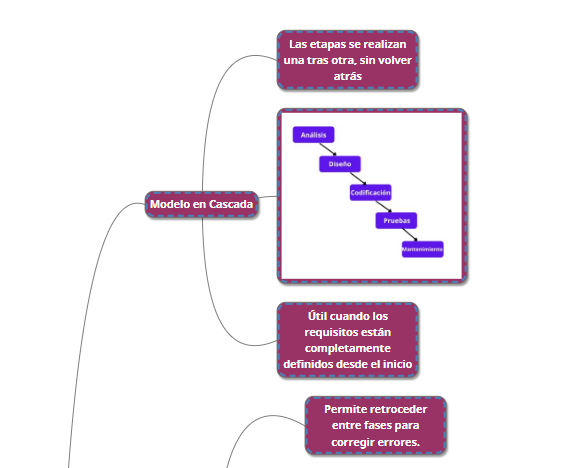 Las etapas se realizan
una tras otra, sin volver
atrás
Análisis
Diseño
Codificación
Pruebas
Mantenimiento
Modelo en Cascada
Útil cuando los
requisitos están
completamente
definidos desde el inicio
Permite retroceder
entre fases para
corregir errores.